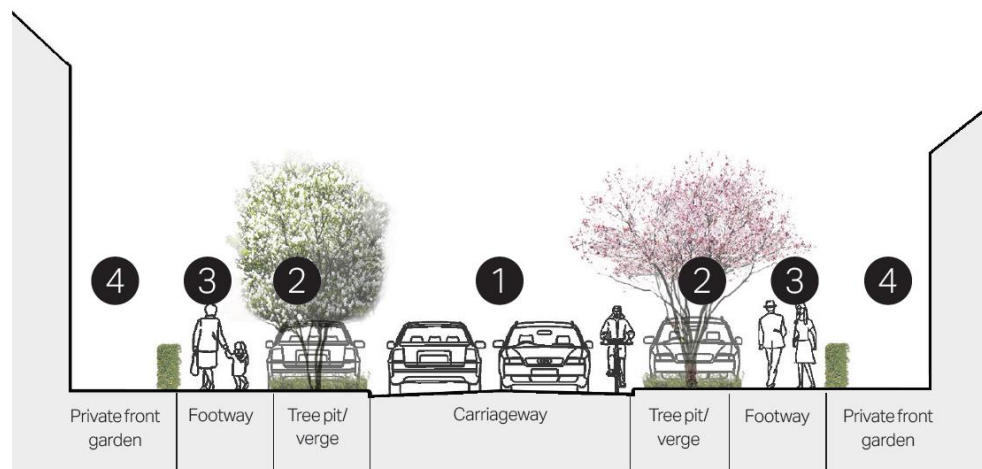 4
3
2
1
2
3
4
Private front
garden
Footway
Tree pit/
verge
Carriageway
Tree pit/
verge
Footway
Private front
garden